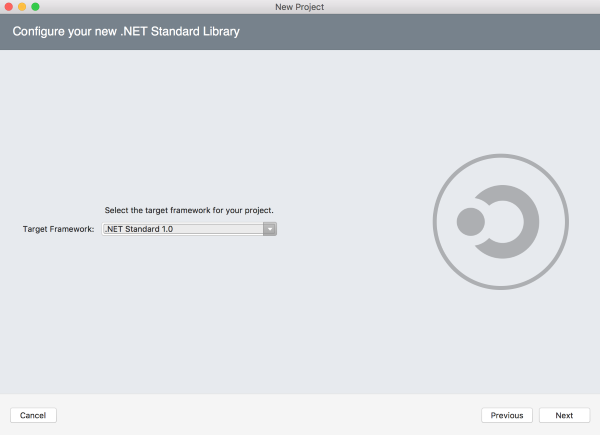 New Project
Configure your new .NET Standard Library
Select the target framework for your project.
Target Framework: .NET Standard 1.0
Cancel Previous Next